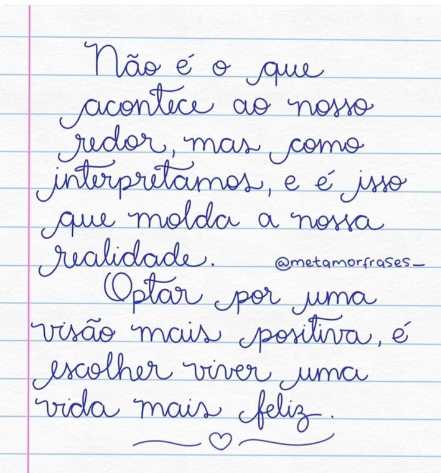 Não é o que
acontece ao nosso
redor, mas como
interpretamos, e é isso
que molda a nossa
realidade.
@metamorfrases_
Optar por uma
visão mais positiva, é
escolher viver uma
vida mais feliz.